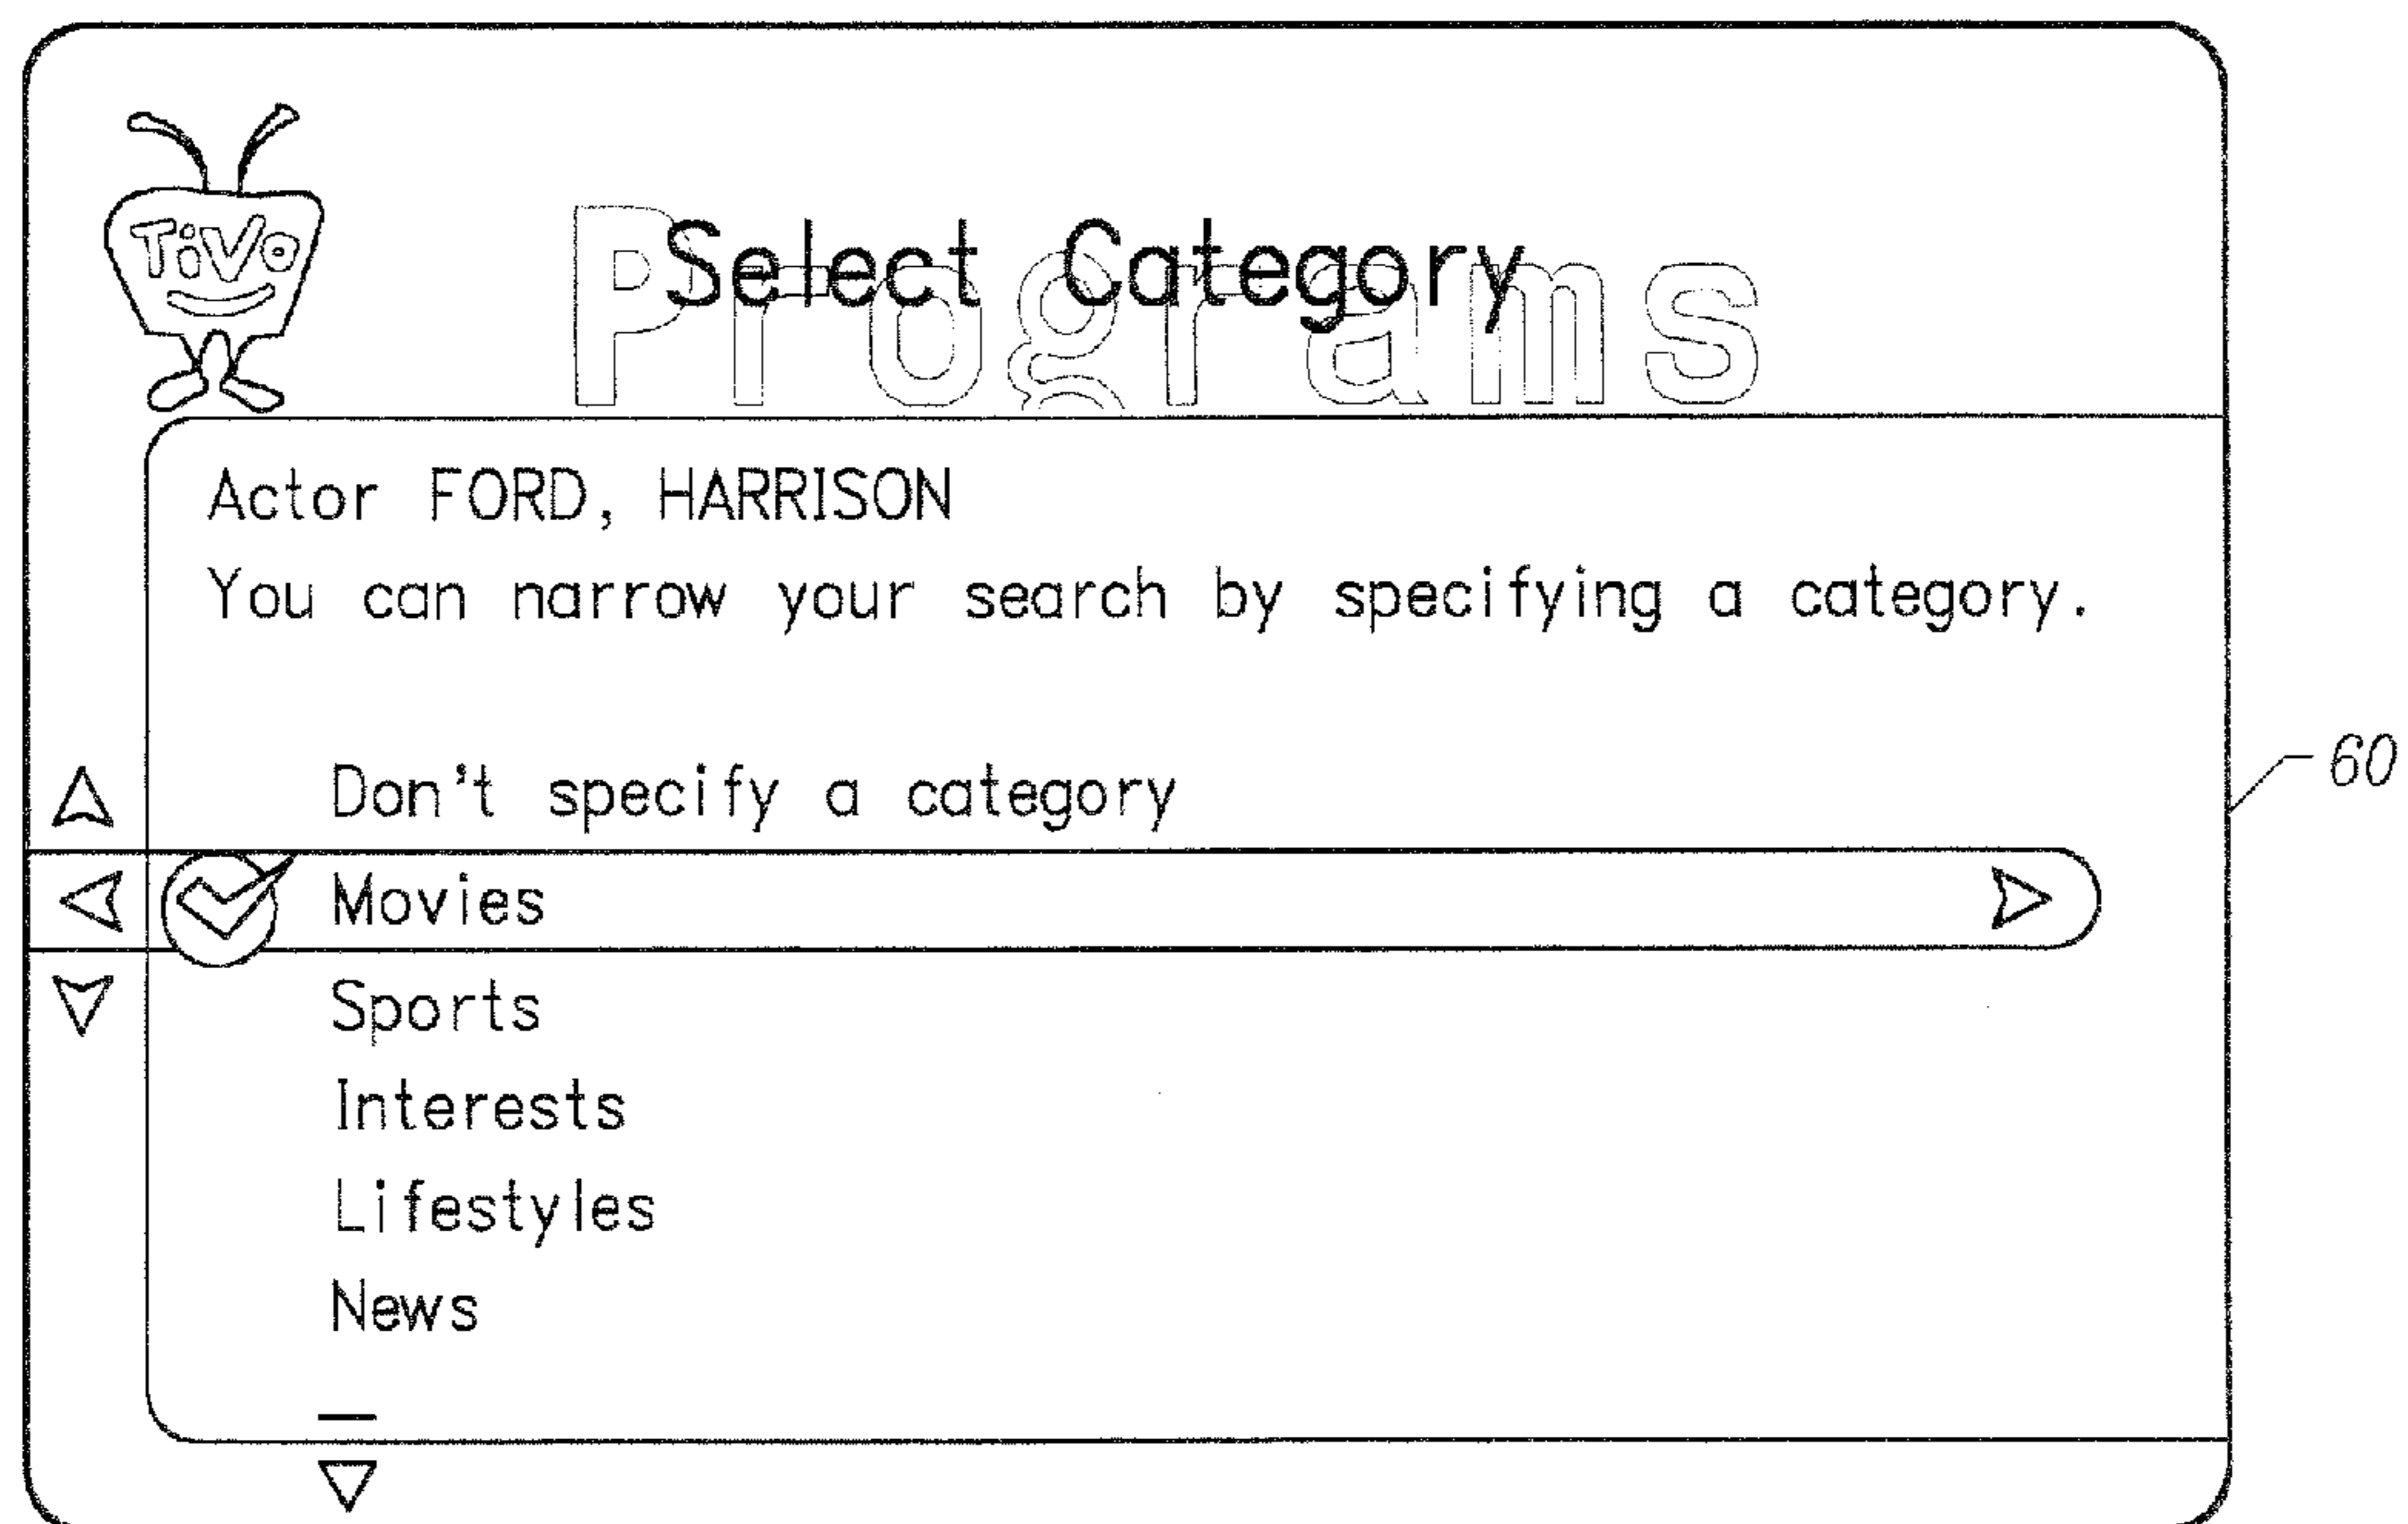 TiVo
Select Category
Programs
Actor FORD, HARRISON
You can narrow your search by specifying a category.
Don't specify a category
60
Movies
Sports
Interests
Lifestyles
News